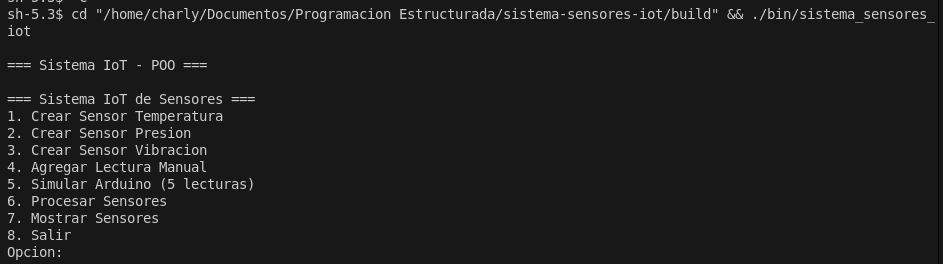 sh-5.3$ cd "/home/charly/Documentos/Programacion Estructurada/sistema-sensores-iot/build" && ./bin/sistema_sensores_
iot
=== Sistema IoT - POO ===
=== Sistema IoT de Sensores ===
1. Crear Sensor Temperatura
2. Crear Sensor Presion
3. Crear Sensor Vibracion
4. Agregar Lectura Manual
5. Simular Arduino (5 lecturas)
6. Procesar Sensores
7. Mostrar Sensores
8. Salir
Opcion: